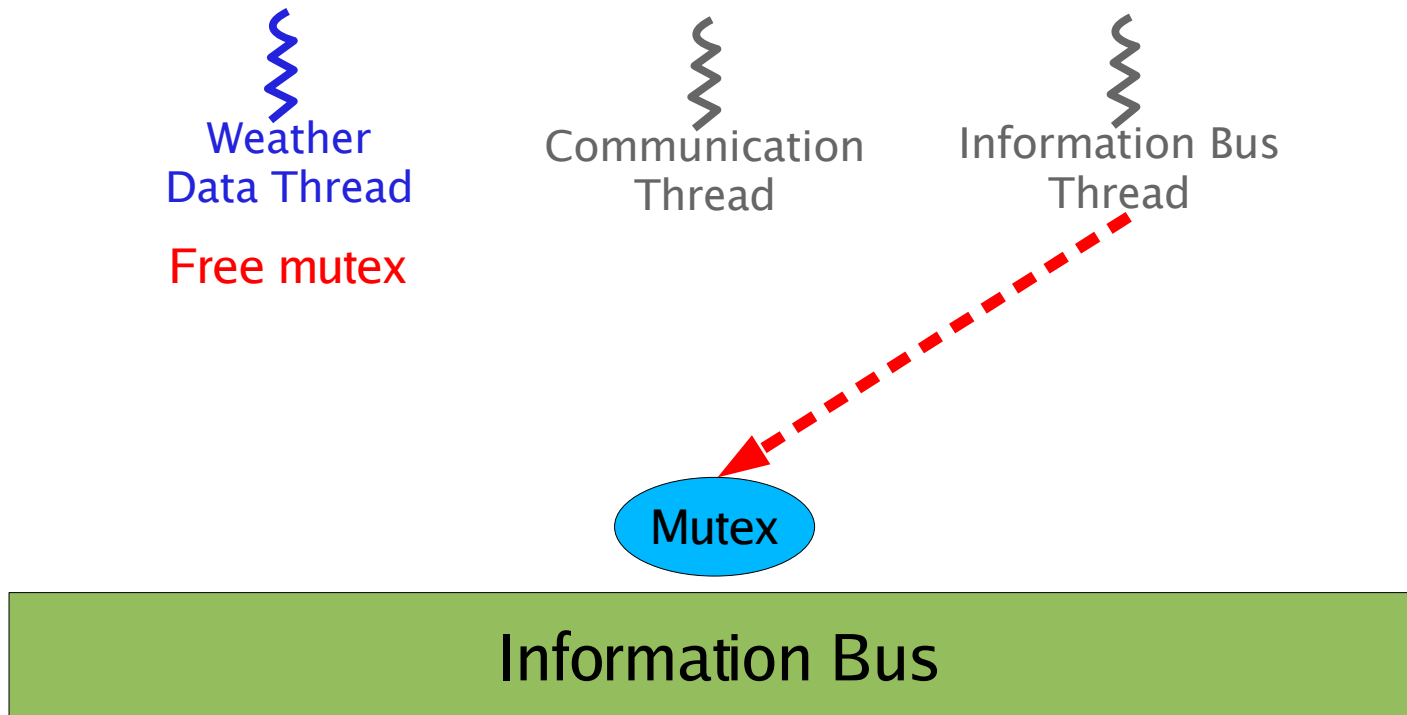 Weather
Data Thread
Free mutex
Communication
Thread
Information Bus
Thread
Mutex
Information Bus